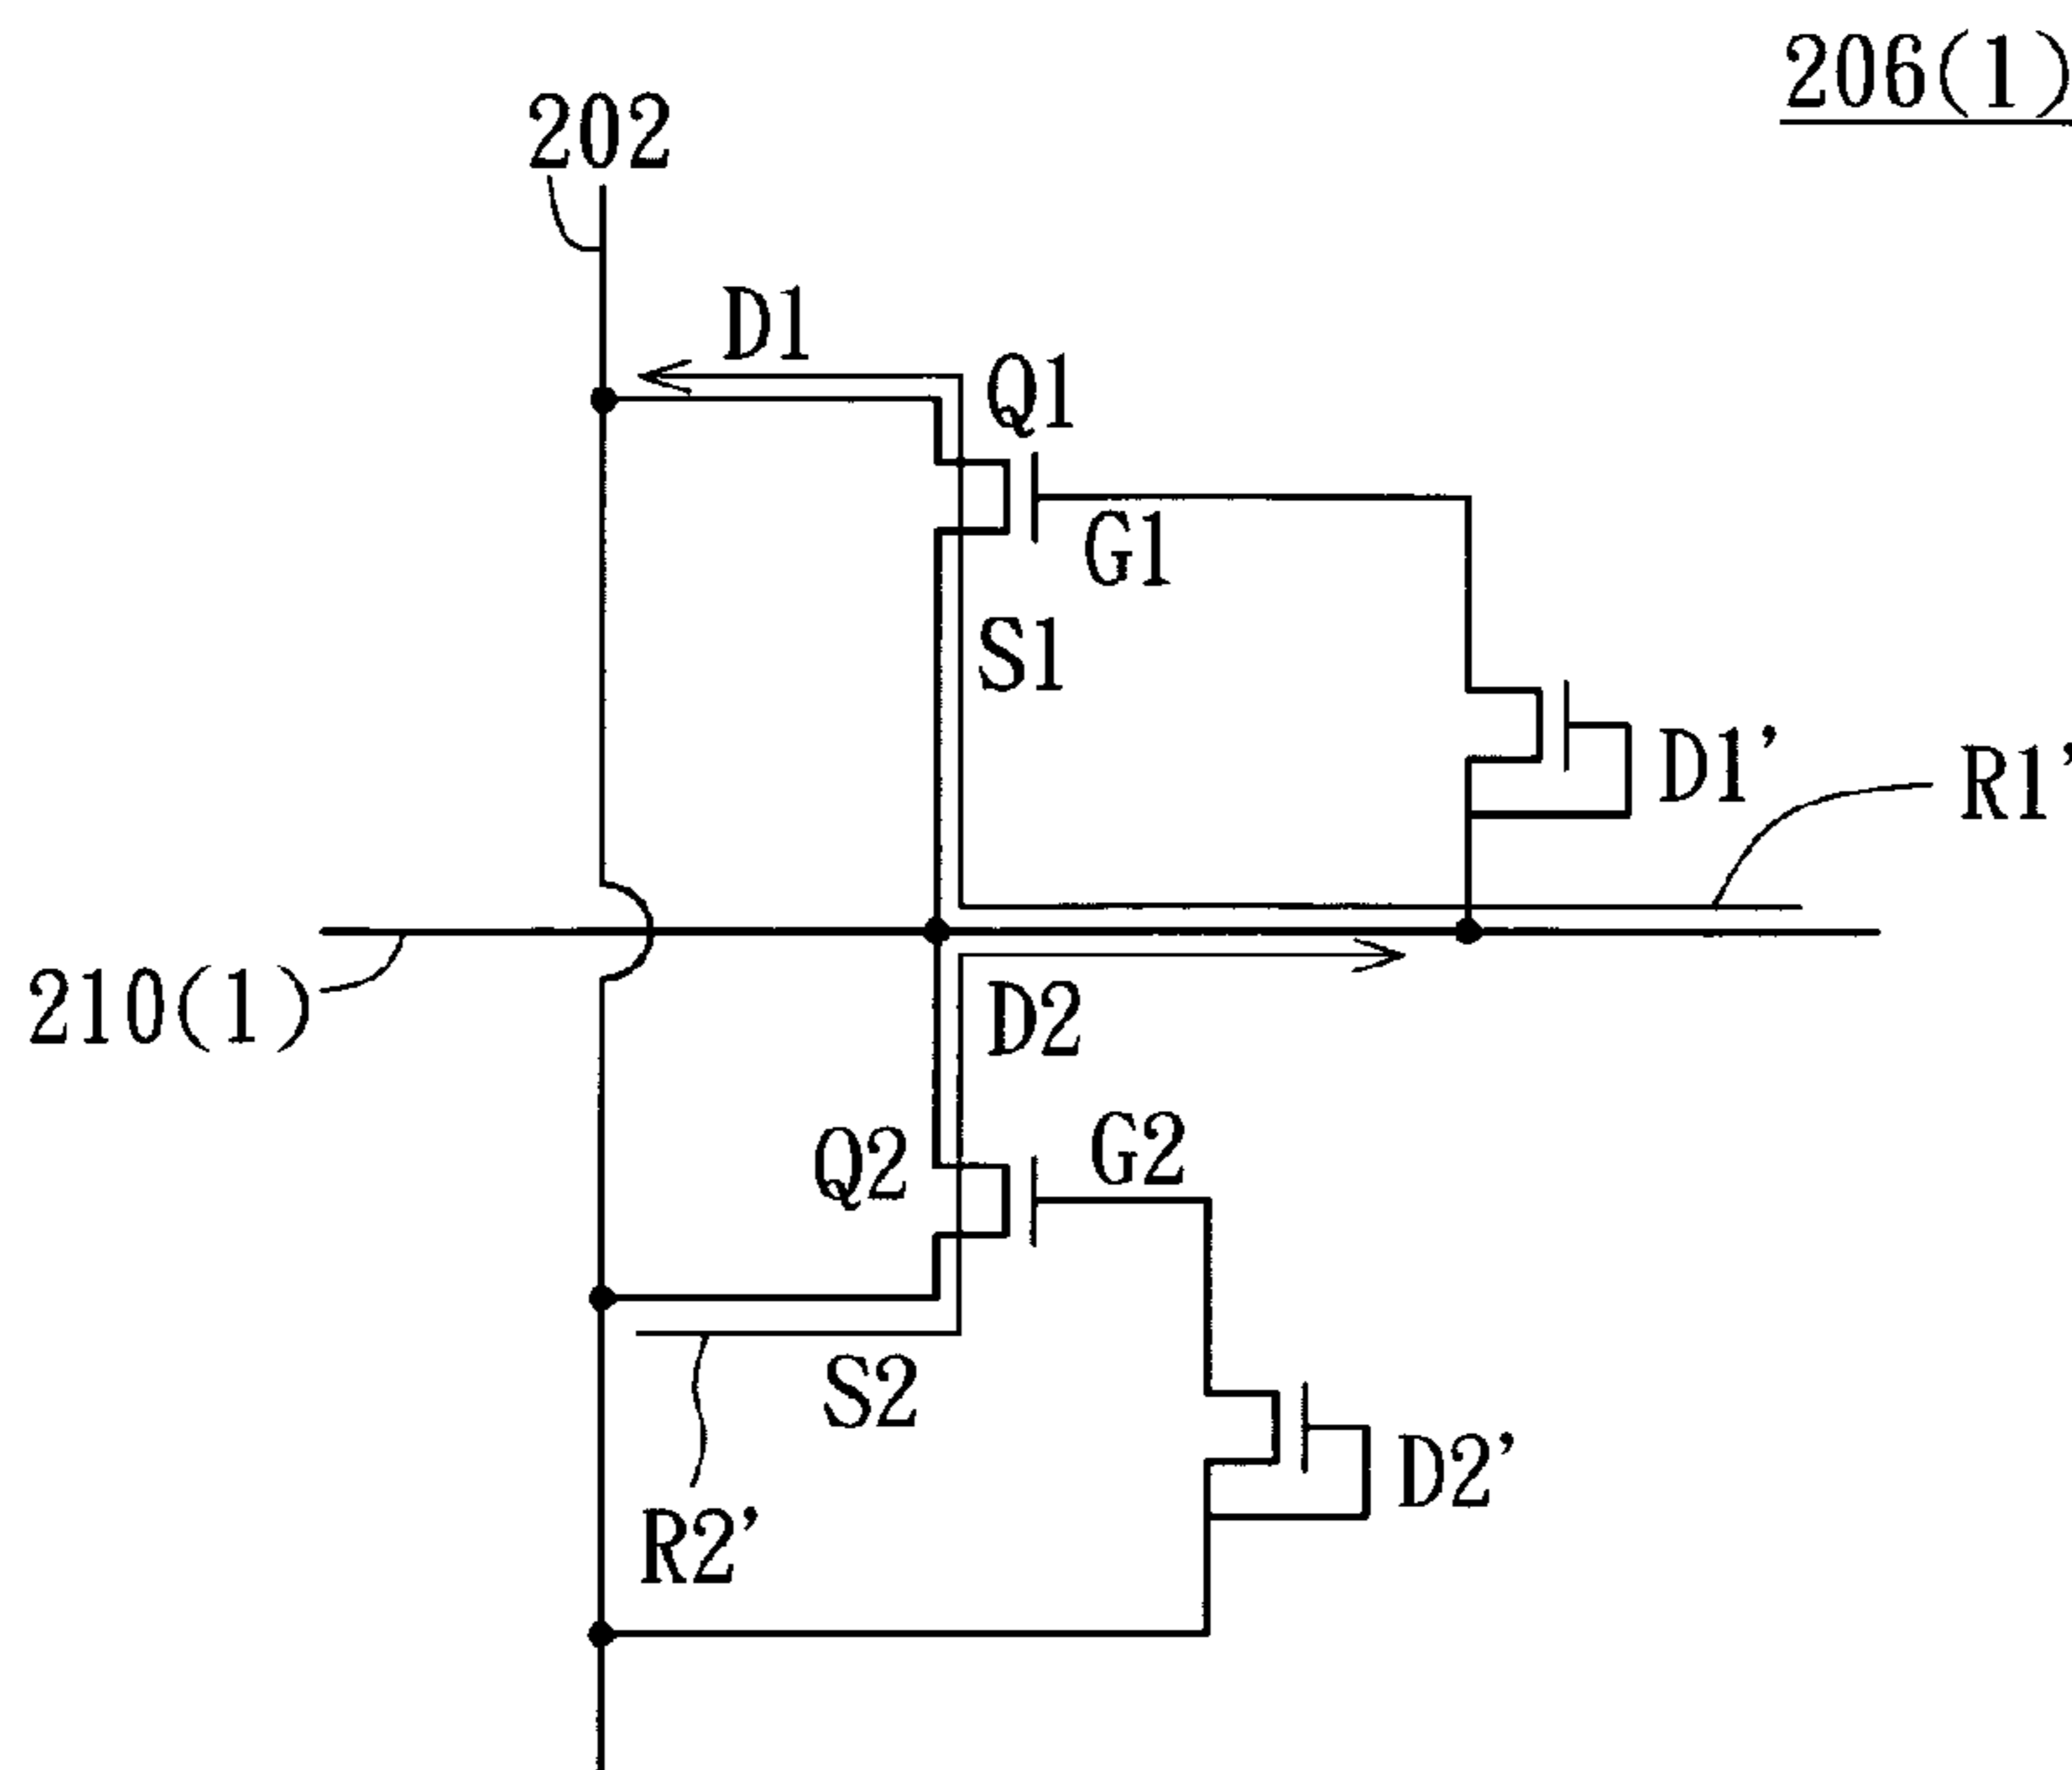 206(1)
202
D1
Q1
G1
S1
D1'
R1'
210(1)
D2
G2
Q2
S2
D2'
R2'